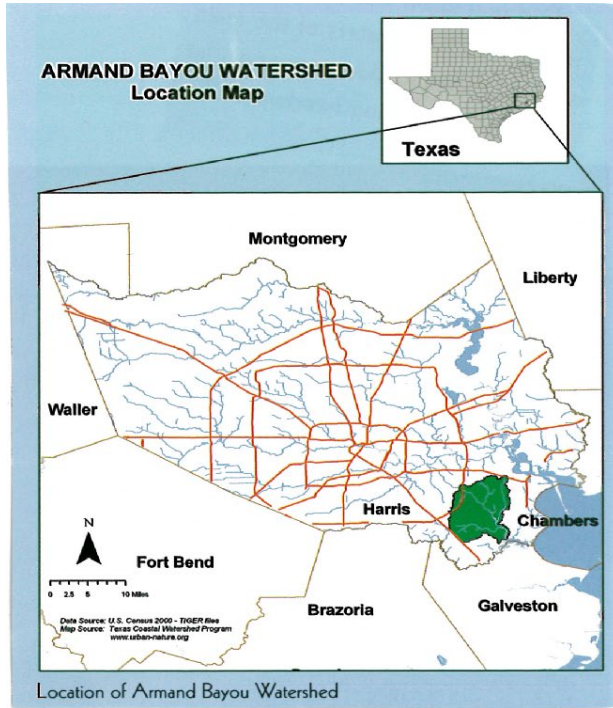 ARMAND BAYOU WATERSHED
Location Map
Texas
Montgomery
Liberty
Waller
Harris
Chambers
N
Fort Bend
0 2.5 5 10 Miles
Brazoria
Galveston
Data Source: U.S. Census 2000 - TIGER files
Map Source: Texas Coastal Watershed Program
www.urban-nature.org
Location of Armand Bayou Watershed